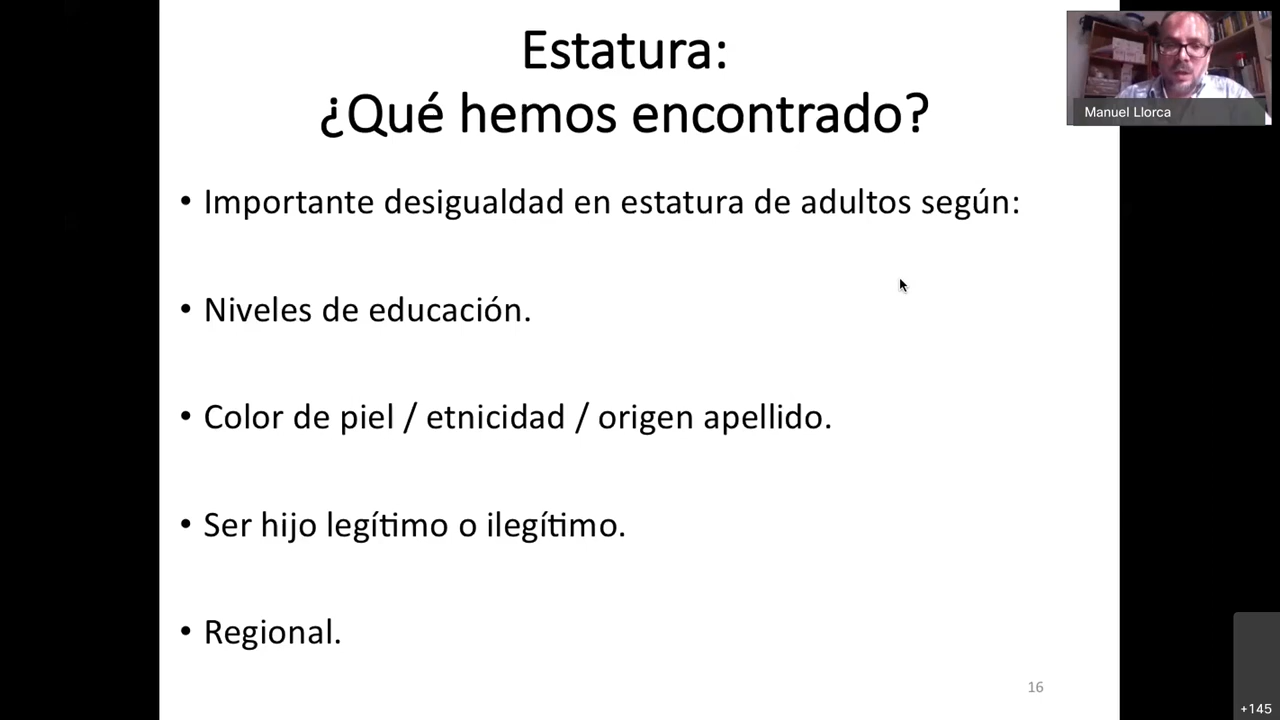 Estatura:
¿Qué hemos encontrado?
Manuel Llorca
• Importante desigualdad en estatura de adultos según:
• Niveles de educación.
• Color de piel / etnicidad / origen apellido.
• Ser hijo legítimo o ilegítimo.
• Regional.
16
+145